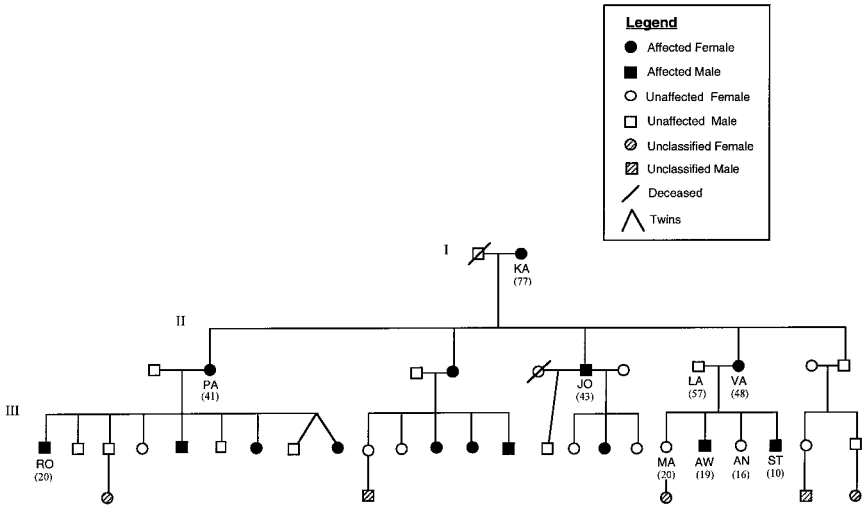 Legend
Affected Female
Affected Male
Unaffected Female
Unaffected Male
Unclassified Female
Unclassified Male
Deceased
Twins
I
KA
(77)
II
PA
(41)
JO
(43)
LA
(57)
VA
(48)
III
RO
(20)
MA
(20)
AW
(19)
AN
(16)
ST
(10)